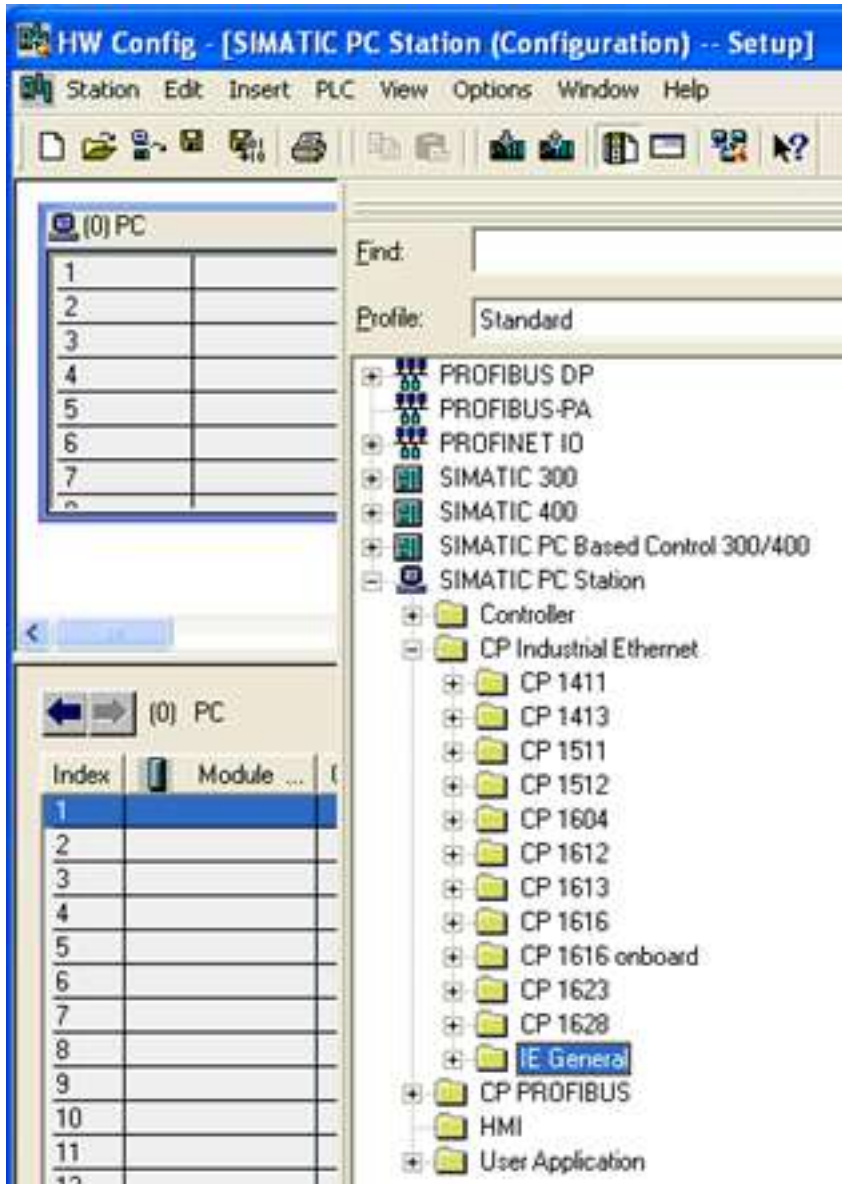 HW Config - [SIMATIC PC Station (Configuration) -- Setup]
Station Edit Insert PLC View Options Window Help
(0) PC
1
2
3
4
5
6
7
Find:
Profile: Standard
PROFIBUS DP
PROFIBUS-PA
PROFINET IO
SIMATIC 300
SIMATIC 400
SIMATIC PC Based Control 300/400
SIMATIC PC Station
Controller
CP Industrial Ethernet
CP 1411
CP 1413
CP 1511
CP 1512
CP 1604
CP 1612
CP 1613
CP 1616
CP 1616 onboard
CP 1623
CP 1628
IE General
CP PROFIBUS
HMI
User Application
(0) PC
Index Module ...
1
2
3
4
5
6
7
8
9
10
11
12